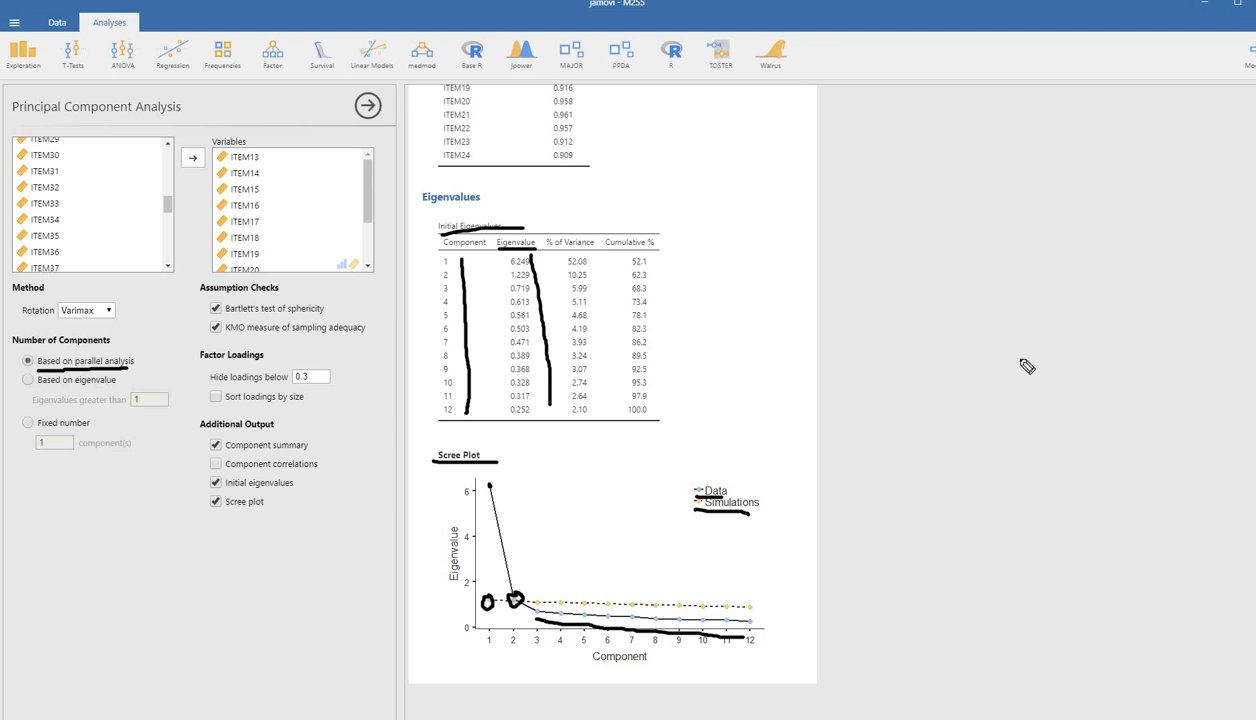 jamovi - M255
Data Analyses
Exploration T-Tests ANOVA Regression Frequencies Factor Survival Linear Models medmod Base R jpower MAJOR PPDA R TOSTER Walrus
Principal Component Analysis
ITEM29
ITEM30
ITEM31
ITEM32
ITEM33
ITEM34
ITEM35
ITEM36
ITEM37
Variables
ITEM13
ITEM14
ITEM15
ITEM16
ITEM17
ITEM18
ITEM19
ITEM20
Method
Rotation Varimax
Number of Components
Based on parallel analysis
Based on eigenvalue
Eigenvalues greater than 1
Fixed number
1 component(s)
Assumption Checks
Bartlett's test of sphericity
KMO measure of sampling adequacy
Factor Loadings
Hide loadings below 0.3
Sort loadings by size
Additional Output
Component summary
Component correlations
Initial eigenvalues
Scree plot
ITEM19 0.916
ITEM20 0.958
ITEM21 0.961
ITEM22 0.957
ITEM23 0.912
ITEM24 0.909
Eigenvalues
Initial Eigenvalues
Component Eigenvalue % of Variance Cumulative %
1 6.249 52.08 52.1
2 1.229 10.25 62.3
3 0.719 5.99 68.3
4 0.613 5.11 73.4
5 0.561 4.68 78.1
6 0.503 4.19 82.3
7 0.471 3.93 86.2
8 0.389 3.24 89.5
9 0.368 3.07 92.5
10 0.328 2.74 95.3
11 0.317 2.64 97.9
12 0.252 2.10 100.0
Scree Plot
Data
Simulations
Eigenvalue
6
4
2
0
1 2 3 4 5 6 7 8 9 10 11 12
Component